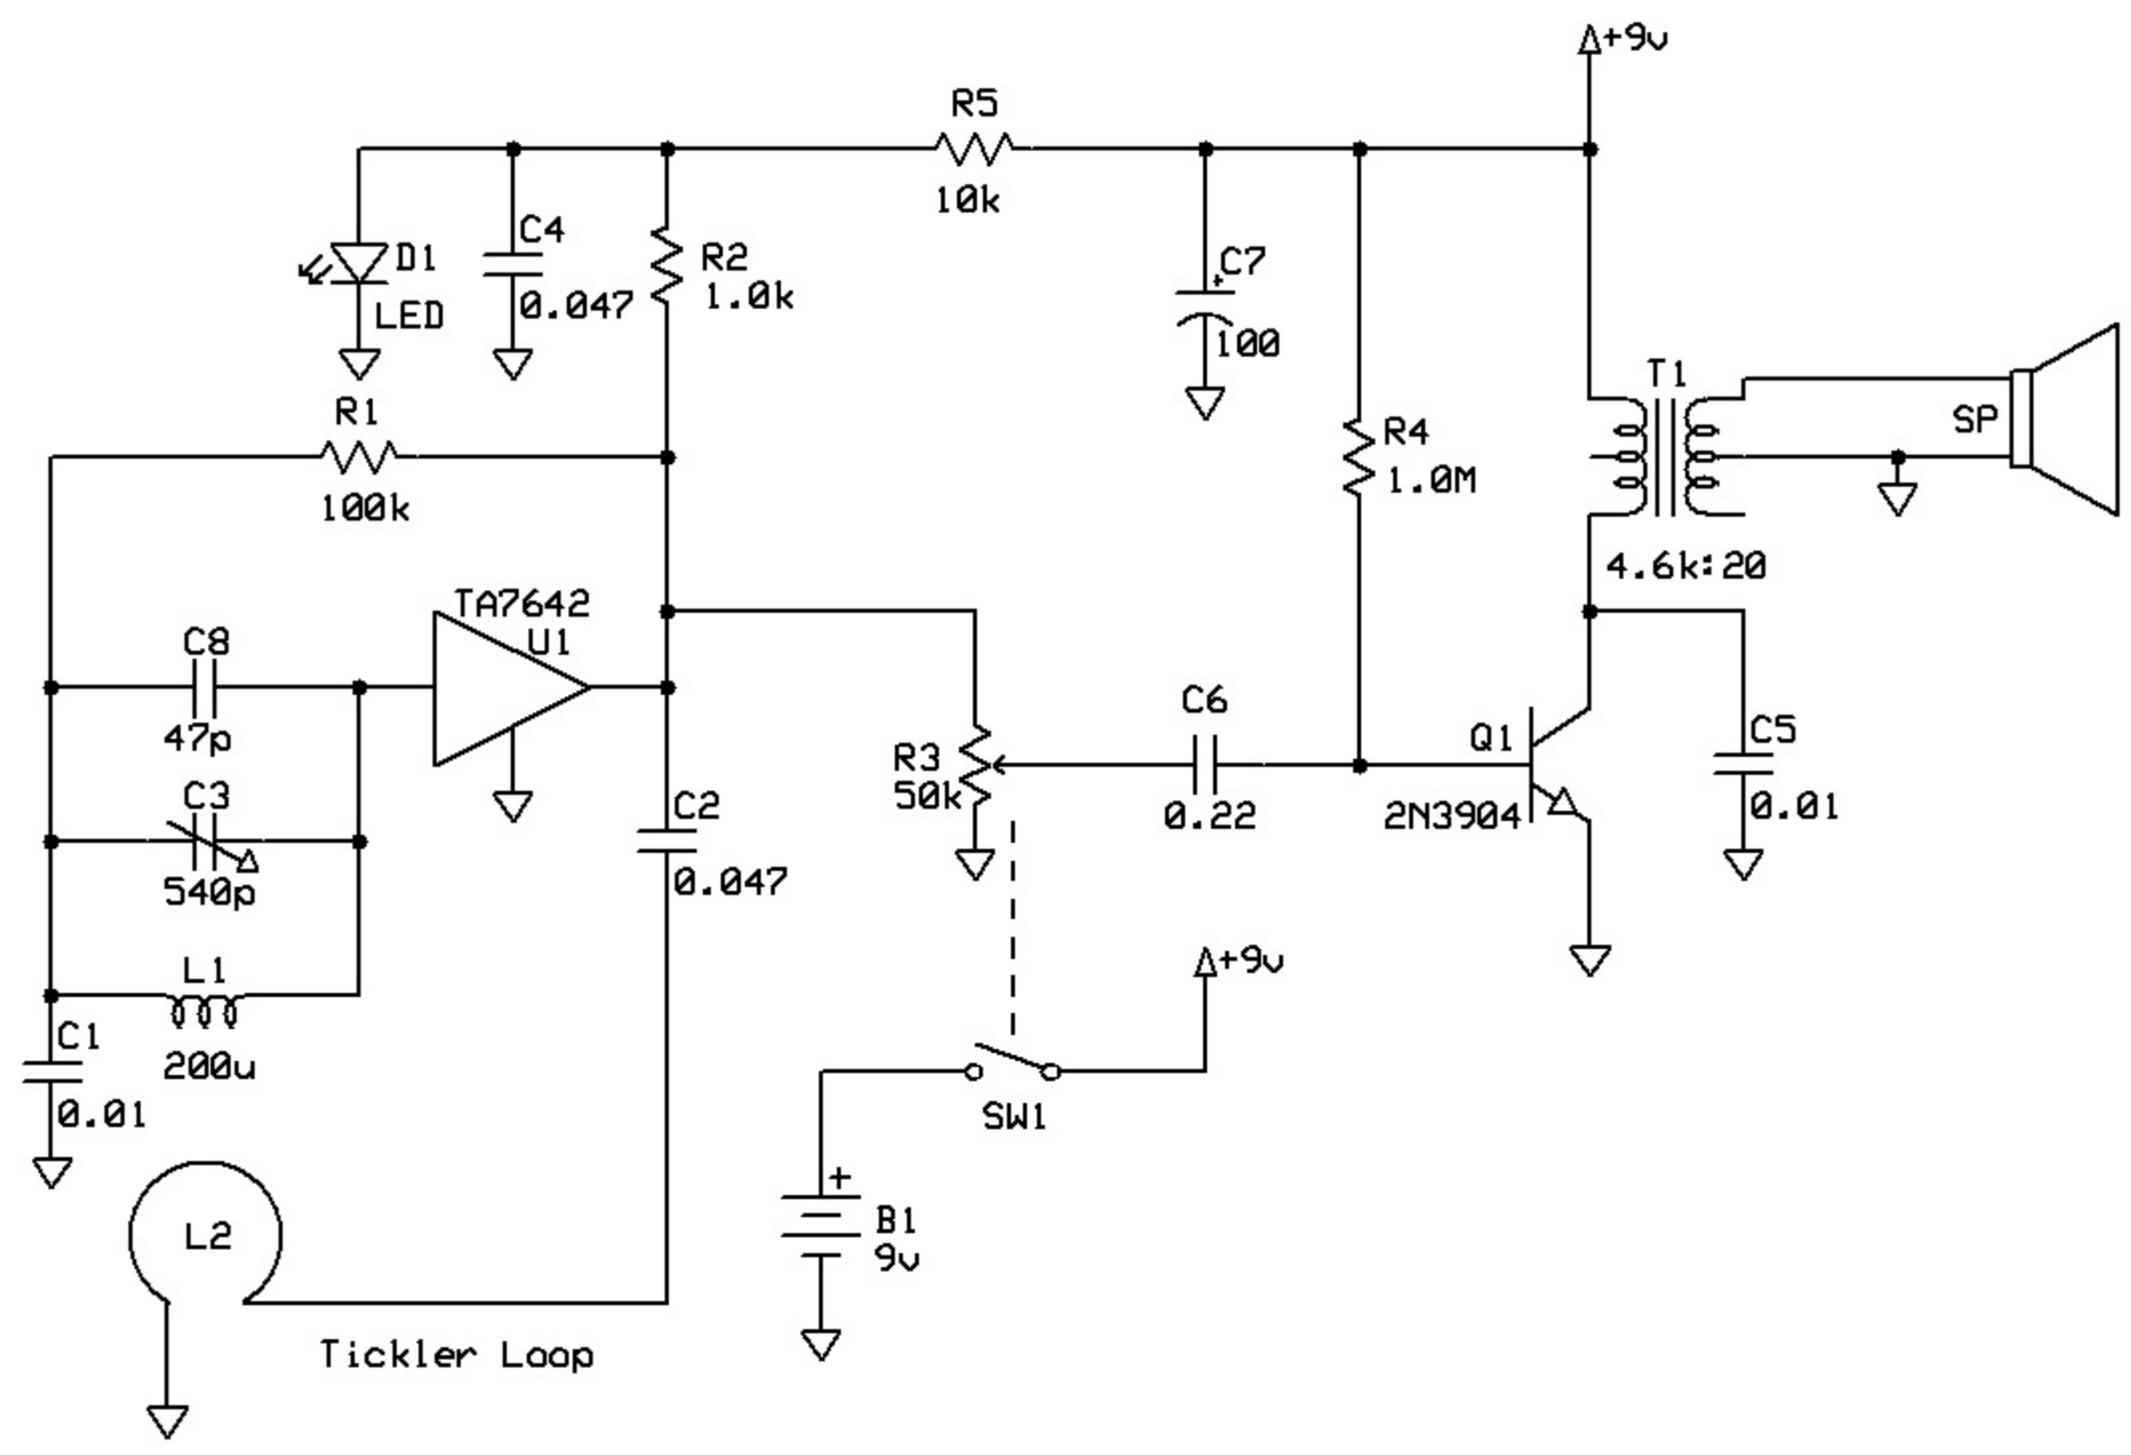 +9v
R5
10k
C4
0.047
D1
LED
R2
1.0k
C7
+
100
T1
SP
R1
100k
R4
1.0M
4.6k:20
TA7642
U1
C8
47p
C3
540p
C6
0.22
Q1
2N3904
C5
0.01
R3
50k
C2
0.047
L1
200u
C1
0.01
+9v
SW1
+
B1
9v
L2
Tickler Loop